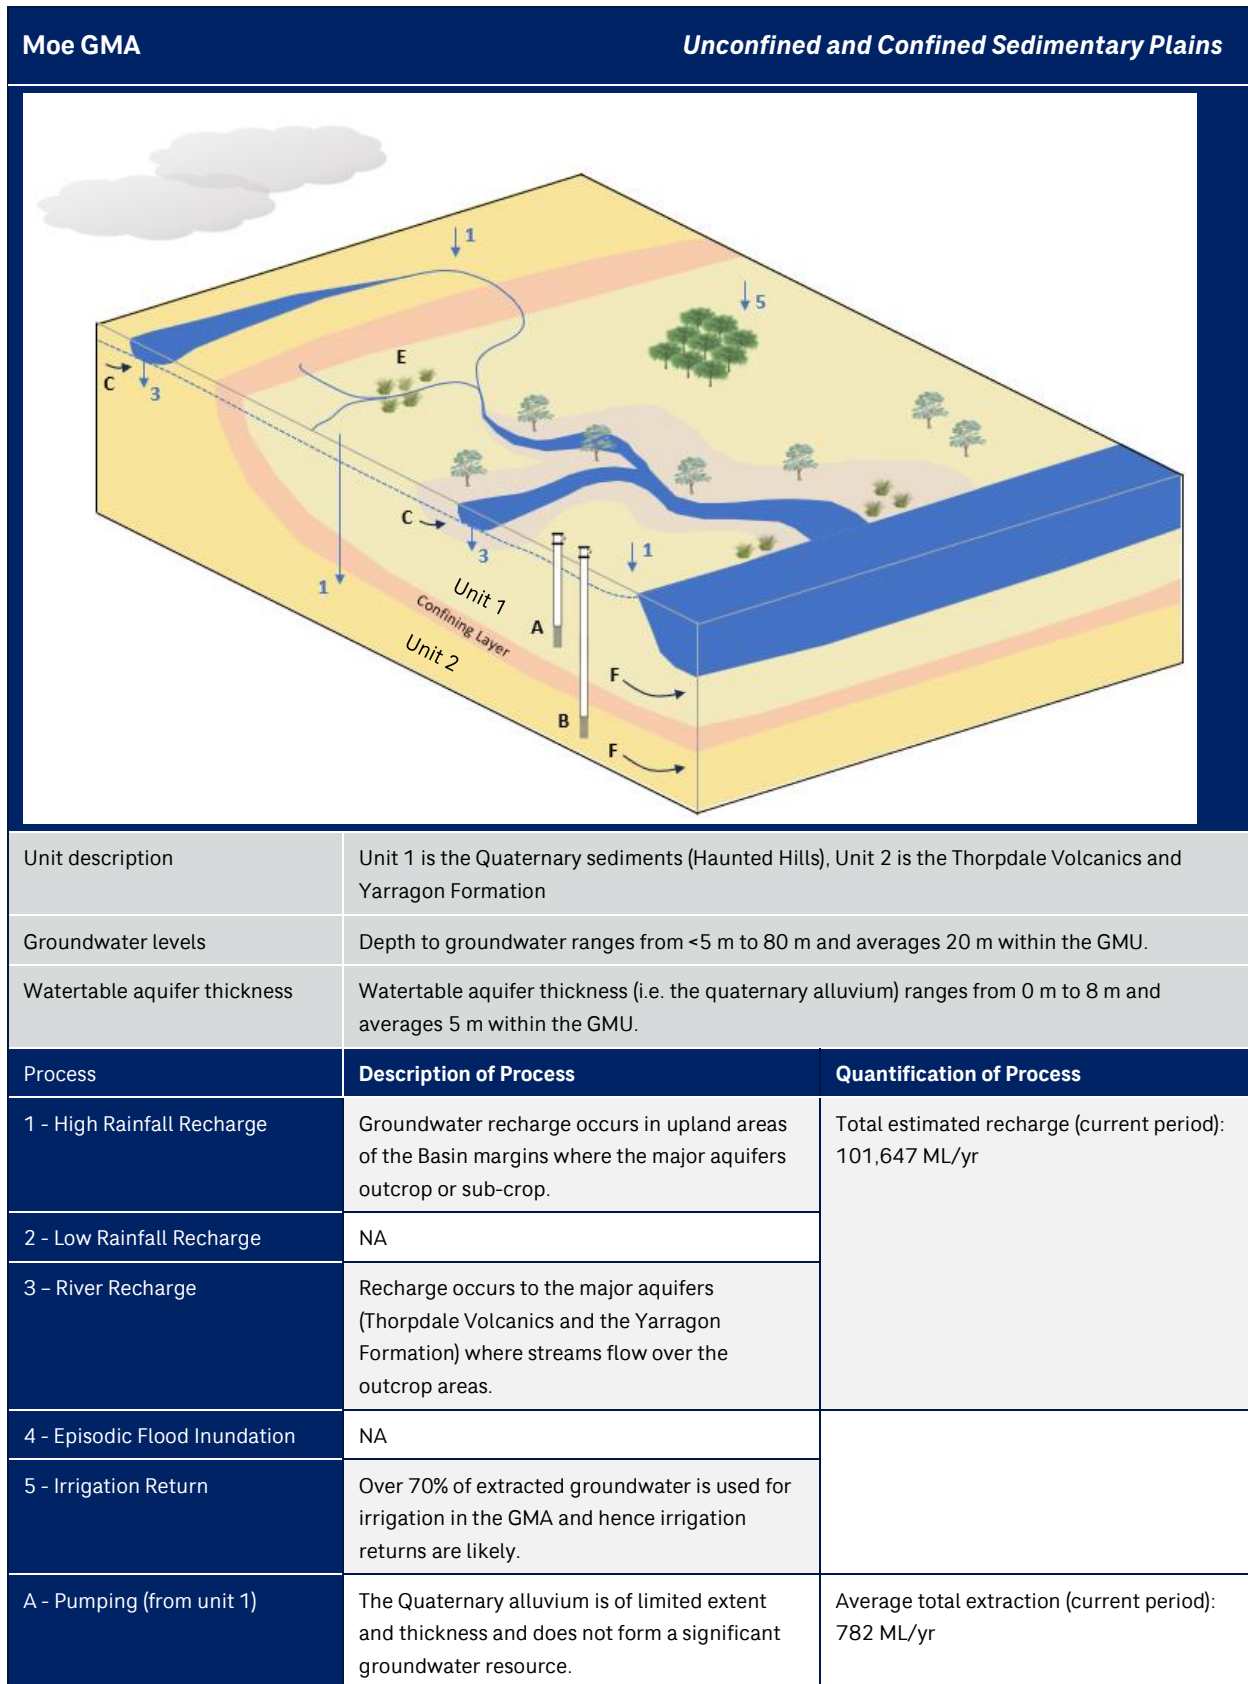 Moe GMA
Unconfined and Confined Sedimentary Plains
1
5
E
C
3
C
3
1
1
Unit 1
A
Confining Layer
Unit 2
F
B
F
Unit description
Unit 1 is the Quaternary sediments (Haunted Hills), Unit 2 is the Thorpdale Volcanics and
Yarragon Formation
Groundwater levels
Depth to groundwater ranges from <5 m to 80 m and averages 20 m within the GMU.
Watertable aquifer thickness
Watertable aquifer thickness (i.e. the quaternary alluvium) ranges from 0 m to 8 m and
averages 5 m within the GMU.
Process
Description of Process
Quantification of Process
1 - High Rainfall Recharge
Groundwater recharge occurs in upland areas
of the Basin margins where the major aquifers
outcrop or sub-crop.
Total estimated recharge (current period):
101,647 ML/yr
2 - Low Rainfall Recharge
NA
3 – River Recharge
Recharge occurs to the major aquifers
(Thorpdale Volcanics and the Yarragon
Formation) where streams flow over the
outcrop areas.
4 - Episodic Flood Inundation
NA
5 - Irrigation Return
Over 70% of extracted groundwater is used for
irrigation in the GMA and hence irrigation
returns are likely.
A - Pumping (from unit 1)
The Quaternary alluvium is of limited extent
and thickness and does not form a significant
groundwater resource.
Average total extraction (current period):
782 ML/yr